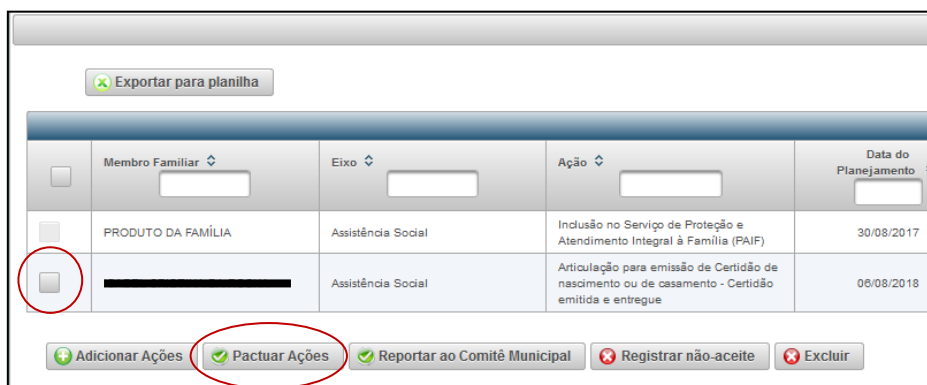 Exportar para planilha
Membro Familiar Eixo Ação Data do
Planejamento
PRODUTO DA FAMÍLIA Assistência Social Inclusão no Serviço de Proteção e
Atendimento Integral à Família (PAIF) 30/08/2017
Assistência Social Articulação para emissão de Certidão de
nascimento ou de casamento - Certidão
emitida e entregue 06/08/2018
Adicionar Ações Pactuar Ações Reportar ao Comitê Municipal Registrar não-aceite Excluir